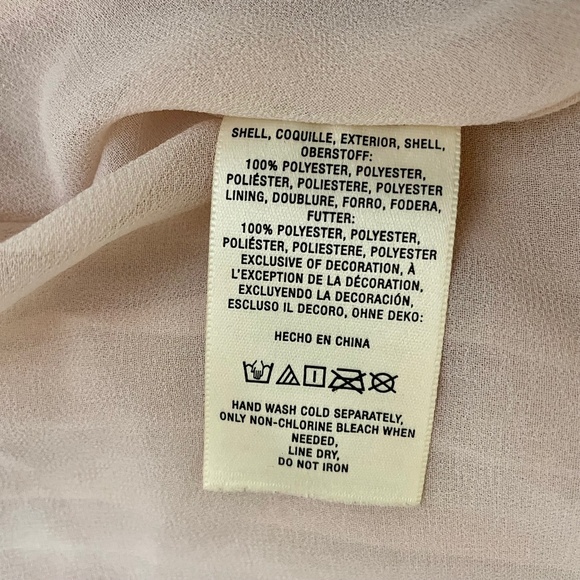 SHELL, COQUILLE, EXTERIOR, SHELL,
OBERSTOFF:
100% POLYESTER, POLYESTER,
POLIÉSTER, POLIESTERE, POLYESTER
LINING, DOUBLURE, FORRO, FODERA,
FUTTER:
100% POLYESTER, POLYESTER,
POLIÉSTER, POLIESTERE, POLYESTER
EXCLUSIVE OF DECORATION, À
L'EXCEPTION DE LA DÉCORATION,
EXCLUYENDO LA DECORACIÓN,
ESCLUSO IL DECORO, OHNE DEKO:
HECHO EN CHINA
HAND WASH COLD SEPARATELY,
ONLY NON-CHLORINE BLEACH WHEN
NEEDED,
LINE DRY,
DO NOT IRON